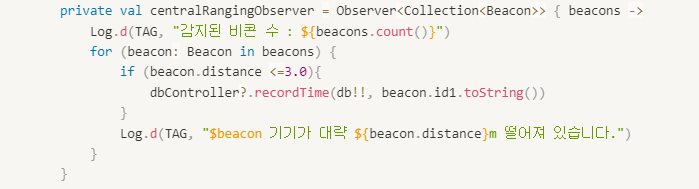 private val centralRangingObserver = Observer<Collection<Beacon>> { beacons ->
Log.d(TAG, "감지된 비콘 수 : ${beacons.count()}")
for (beacon: Beacon in beacons) {
if (beacon.distance <=3.0){
dbController?.recordTime(db!!, beacon.id1.toString())
}
Log.d(TAG, "$beacon 기기가 대략 ${beacon.distance}m 떨어져 있습니다.")
}
}